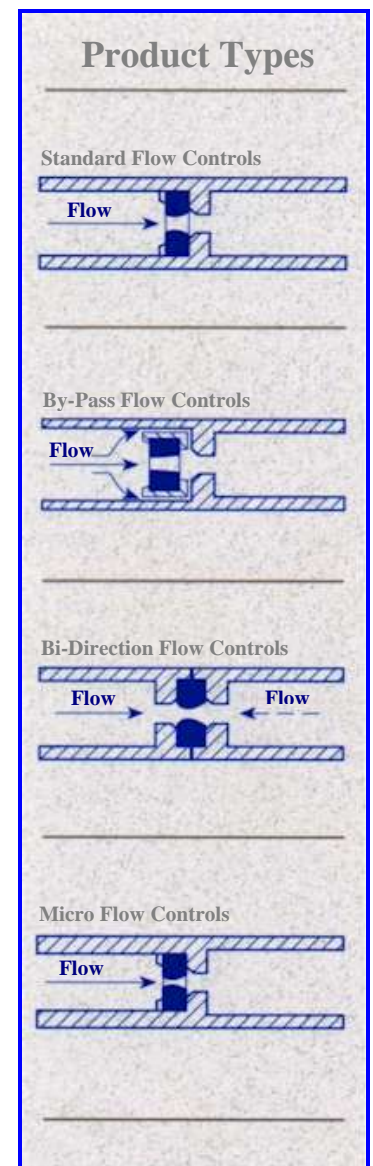 Product Types
Standard Flow Controls
Flow
By-Pass Flow Controls
Flow
Bi-Direction Flow Controls
Flow Flow
Micro Flow Controls
Flow